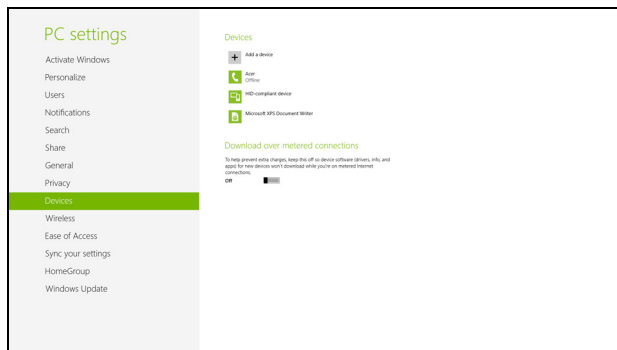 PC settings
Activate Windows
Personalize
Users
Notifications
Search
Share
General
Privacy
Devices
Wireless
Ease of Access
Sync your settings
HomeGroup
Windows Update
Devices
Add a device
Acer
Offline
HID-compliant device
Microsoft XPS Document Writer
Download over metered connections
To help prevent extra charges, keep this off so device software (drivers, info, and
apps) for new devices won't download while you're on metered Internet
connections.
Off